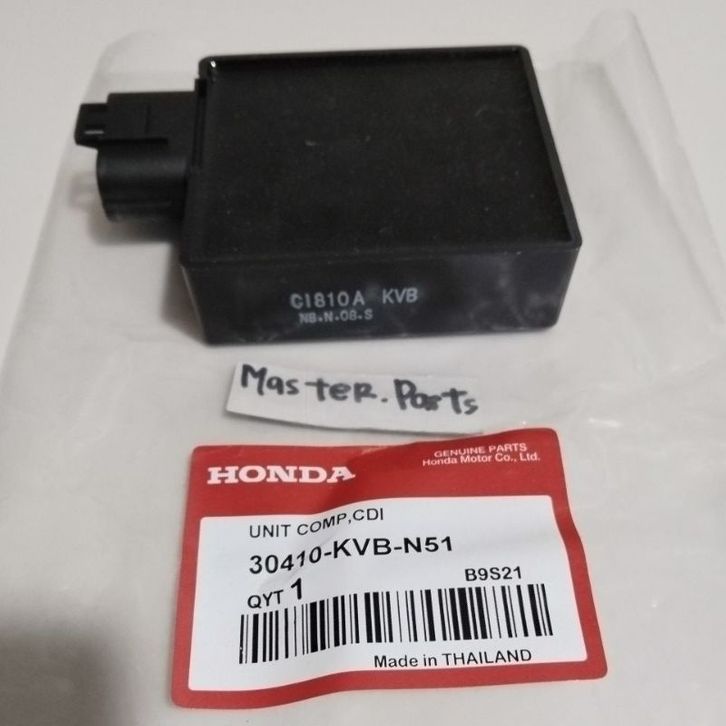 CI810A KVB
N8.N.08.S
Master.Parts
HONDA
GENUINE PARTS
Honda Motor Co., Ltd.
UNIT COMP,CDI
30410-KVB-N51
B9S21
QYT 1
Made in THAILAND